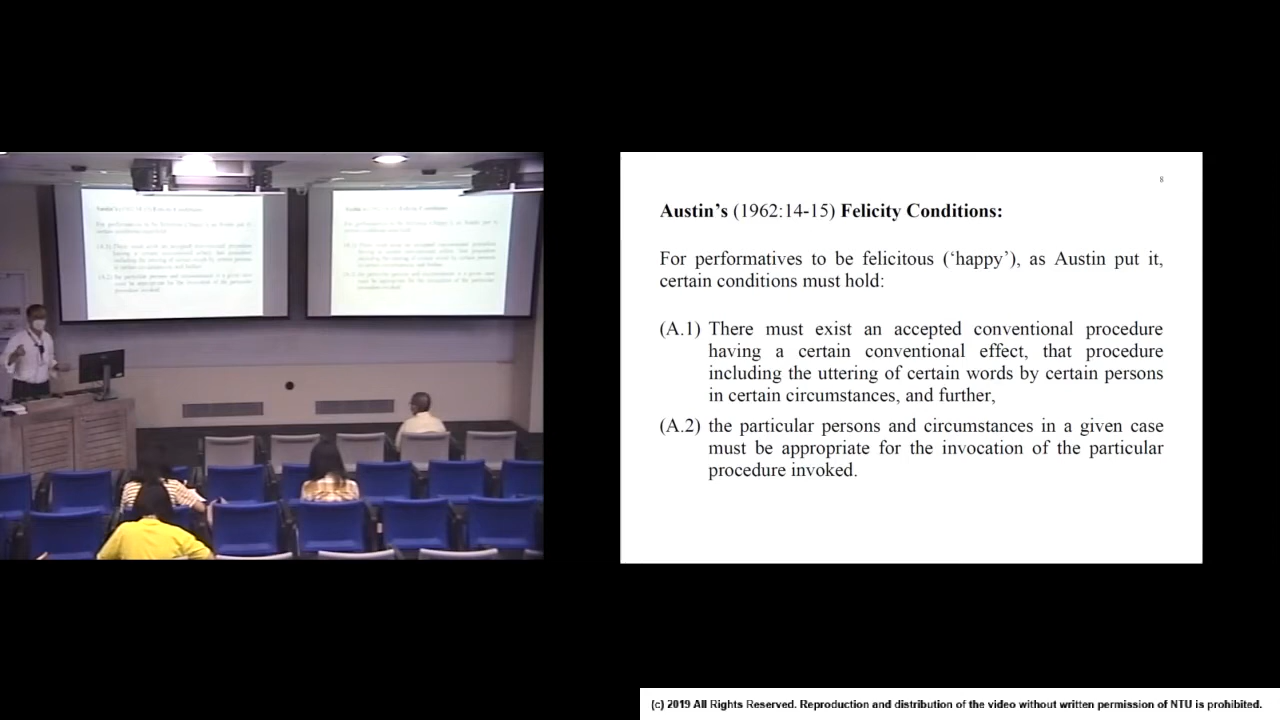 8
Austin's (1962:14-15) Felicity Conditions:
For performatives to be felicitous (‘happy’), as Austin put it,
certain conditions must hold:
(A.1) There must exist an accepted conventional procedure
having a certain conventional effect, that procedure
including the uttering of certain words by certain persons
in certain circumstances, and further,
(A.2) the particular persons and circumstances in a given case
must be appropriate for the invocation of the particular
procedure invoked.
(c) 2019 All Rights Reserved. Reproduction and distribution of the video without written permission of NTU is prohibited.